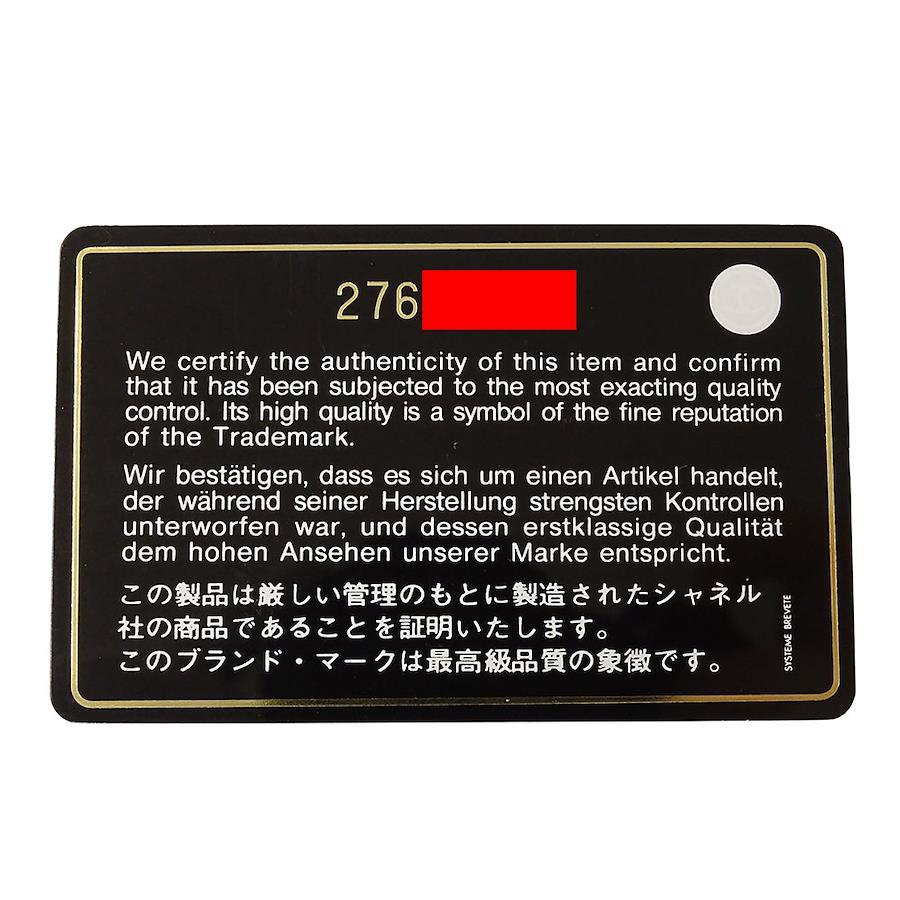 276
We certify the authenticity of this item and confirm
that it has been subjected to the most exacting quality
control. Its high quality is a symbol of the fine reputation
of the Trademark.
Wir bestätigen, dass es sich um einen Artikel handelt,
der während seiner Herstellung strengsten Kontrollen
unterworfen war, und dessen erstklassige Qualität
dem hohen Ansehen unserer Marke entspricht.
この製品は厳しい管理のもとに製造されたシャネル
社の商品であることを証明いたします。
このブランド・マークは最高級品質の象徴です。
SYSTEME BREVETE